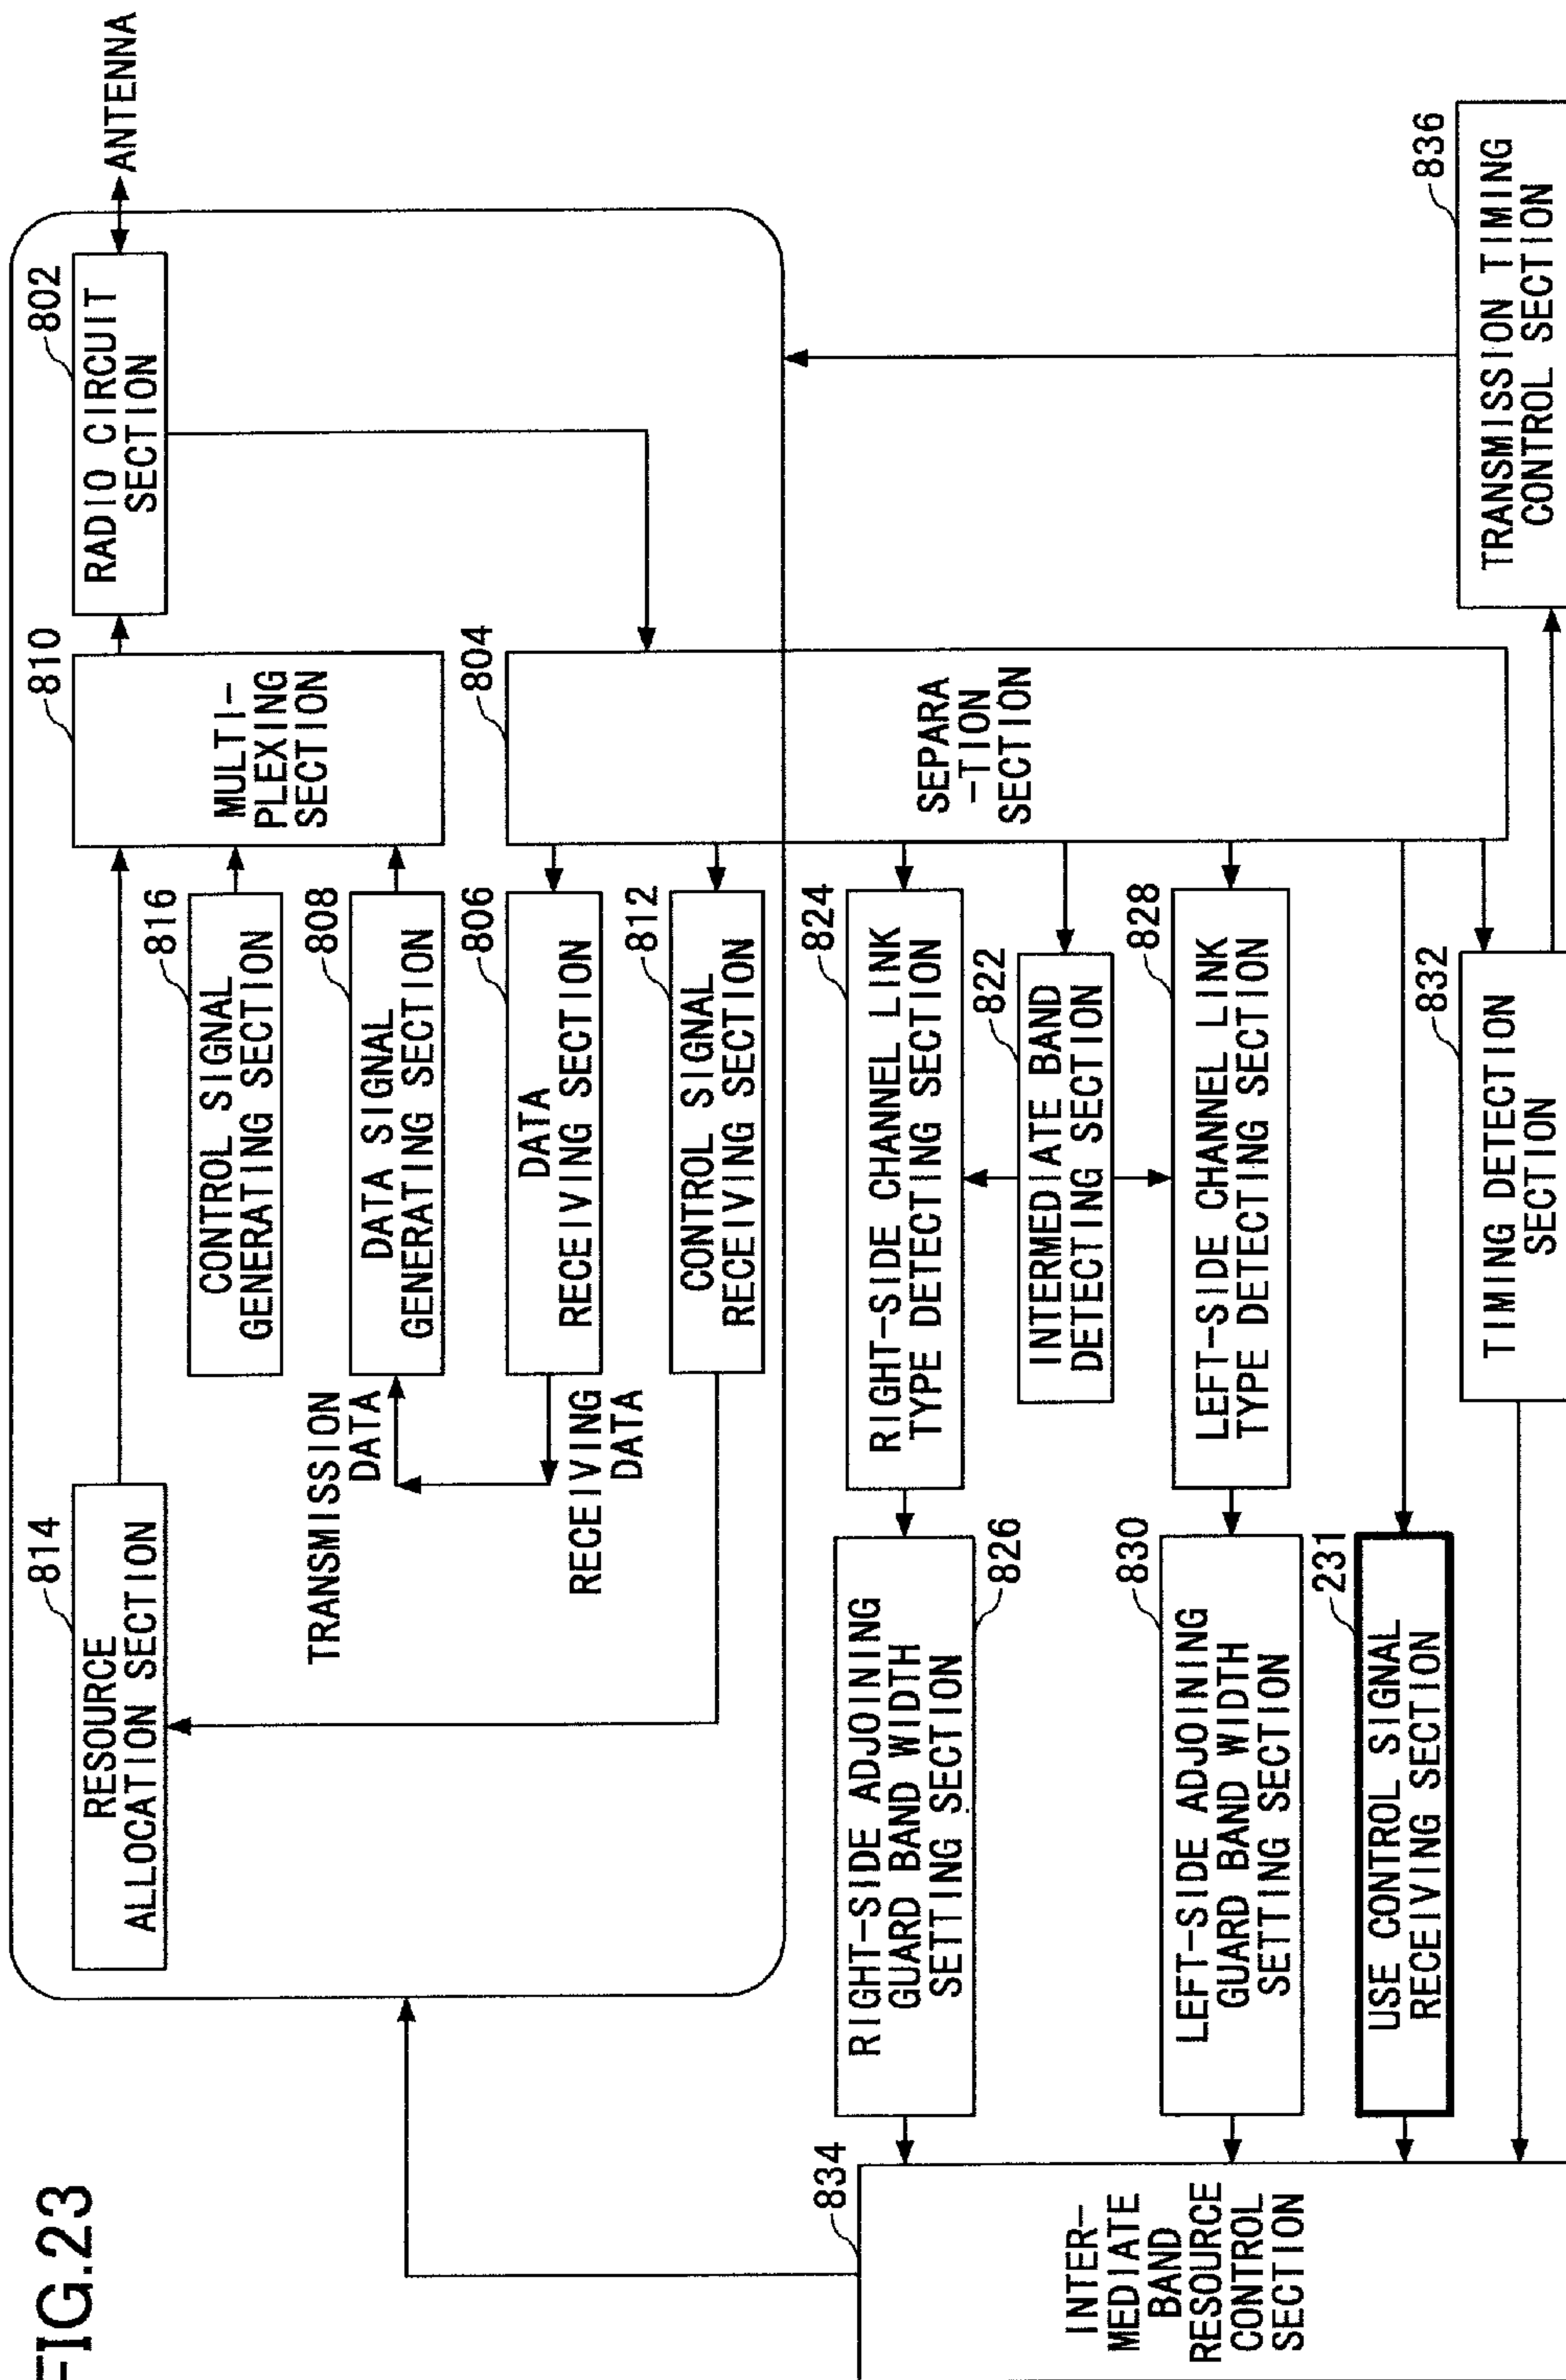 FIG.23
814
RESOURCE
ALLOCATION SECTION
816
CONTROL SIGNAL
GENERATING SECTION
810
MULTI-
PLEXING
SECTION
802
RADIO CIRCUIT
SECTION
ANTENNA
TRANSMISSION
DATA
808
DATA SIGNAL
GENERATING SECTION
RECEIVING
DATA
806
DATA
RECEIVING SECTION
804
SEPARA
-TION
SECTION
812
CONTROL SIGNAL
RECEIVING SECTION
834
INTER-
MEDIATE
BAND
RESOURCE
CONTROL
SECTION
RIGHT-SIDE ADJOINING
GUARD BAND WIDTH
SETTING SECTION
826
824
RIGHT-SIDE CHANNEL LINK
TYPE DETECTING SECTION
822
INTERMEDIATE BAND
DETECTING SECTION
830
LEFT-SIDE ADJOINING
GUARD BAND WIDTH
SETTING SECTION
828
LEFT-SIDE CHANNEL LINK
TYPE DETECTING SECTION
231
USE CONTROL SIGNAL
RECEIVING SECTION
832
TIMING DETECTION
SECTION
836
TRANSMISSION TIMING
CONTROL SECTION